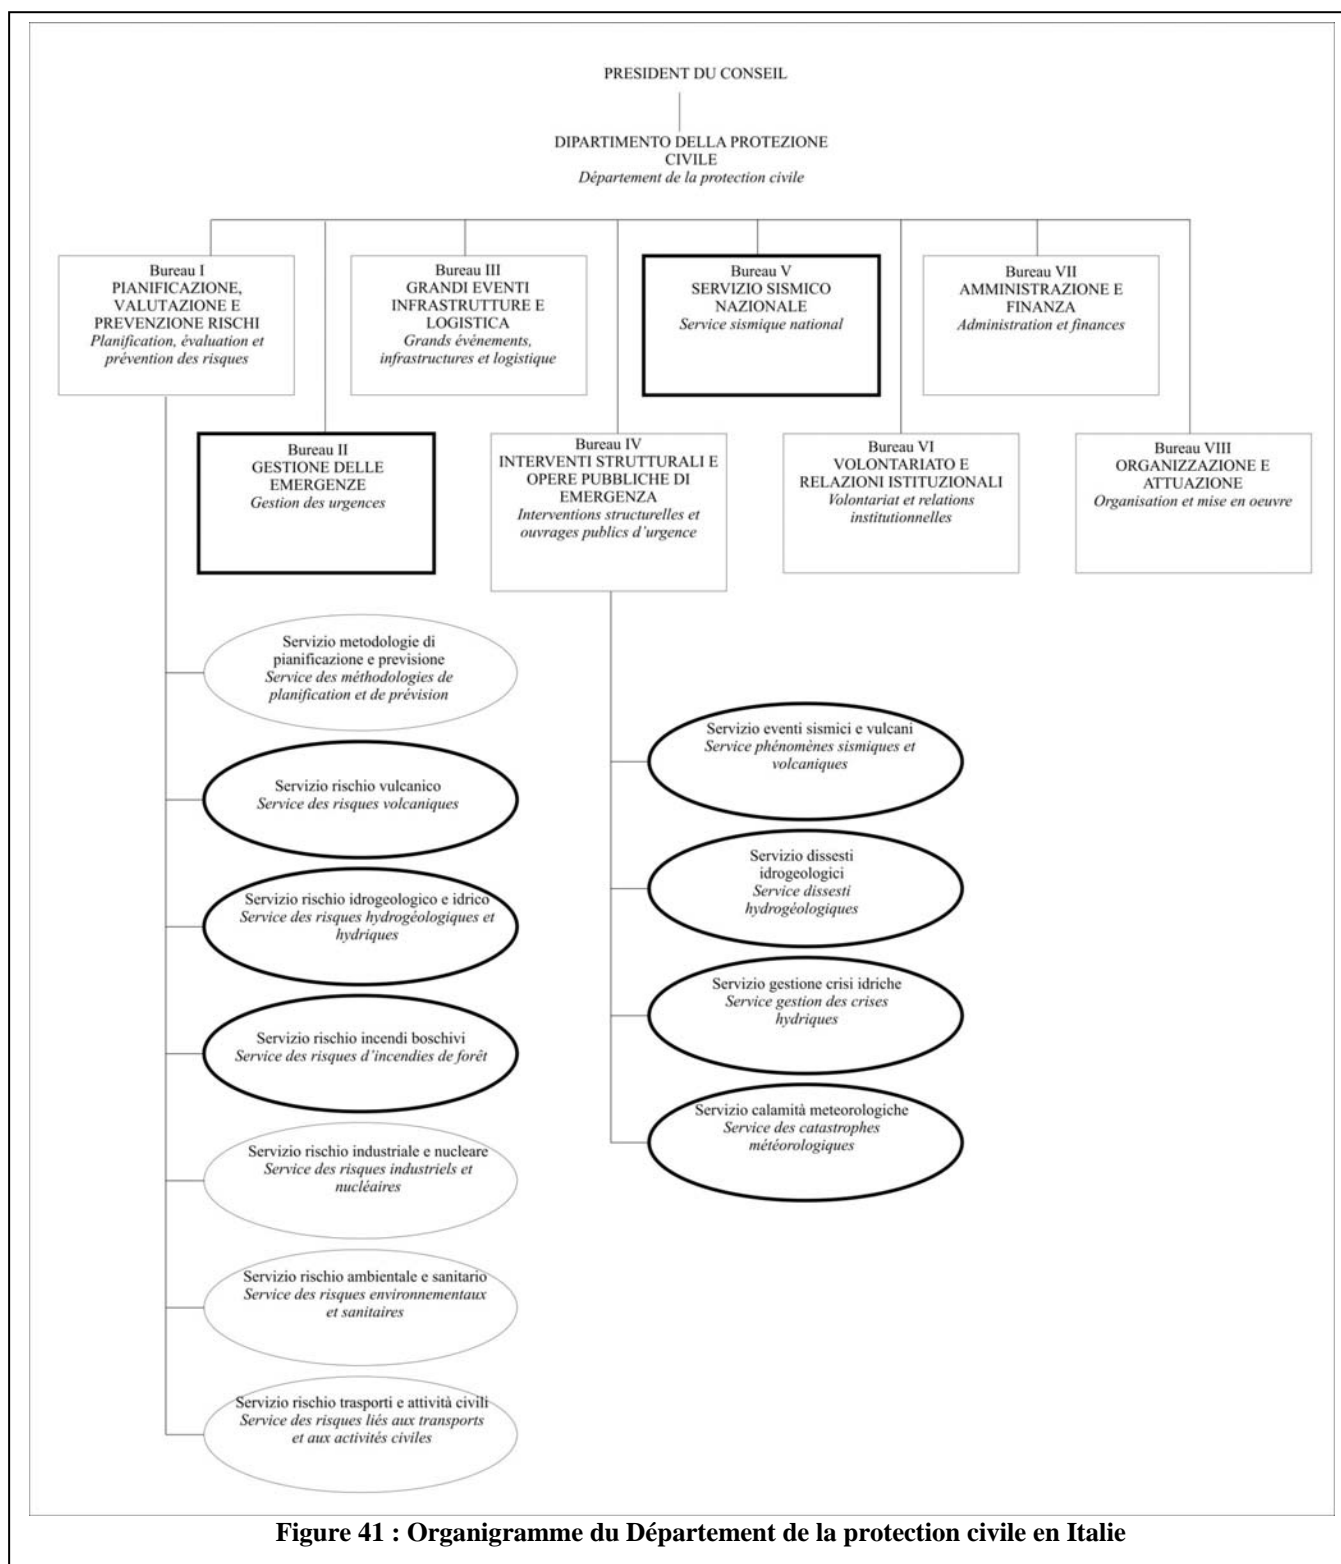 PRESIDENT DU CONSEIL
DIPARTIMENTO DELLA PROTEZIONE
CIVILE
Département de la protection civile
Bureau I
PIANIFICAZIONE,
VALUTAZIONE E
PREVENZIONE RISCHI
Planification, évaluation et
prévention des risques
Bureau III
GRANDI EVENTI
INFRASTRUTTURE E
LOGISTICA
Grands événements,
infrastructures et logistique
Bureau V
SERVIZIO SISMICO
NAZIONALE
Service sismique national
Bureau VII
AMMINISTRAZIONE E
FINANZA
Administration et finances
Bureau II
GESTIONE DELLE
EMERGENZE
Gestion des urgences
Bureau IV
INTERVENTI STRUTTURALI E
OPERE PUBBLICHE DI
EMERGENZA
Interventions structurelles et
ouvrages publics d'urgence
Bureau VI
VOLONTARIATO E
RELAZIONI ISTITUZIONALI
Volontariat et relations
institutionnelles
Bureau VIII
ORGANIZZAZIONE E
ATTUAZIONE
Organisation et mise en oeuvre
Servizio metodologie di
pianificazione e previsione
Service des méthodologies de
planification et de prévision
Servizio rischio vulcanico
Service des risques volcaniques
Servizio rischio idrogeologico e idrico
Service des risques hydrogéologiques et
hydriques
Servizio rischio incendi boschivi
Service des risques d'incendies de forêt
Servizio rischio industriale e nucleare
Service des risques industriels et
nucléaires
Servizio rischio ambientale e sanitario
Service des risques environnementaux
et sanitaires
Servizio rischio trasporti e attività civili
Service des risques liés aux transports
et aux activités civiles
Servizio eventi sismici e vulcani
Service phénomènes sismiques et
volcaniques
Servizio dissesti
idrogeologici
Service dissesti
hydrogéologiques
Servizio gestione crisi idriche
Service gestion des crises
hydriques
Servizio calamità meteorologiche
Service des catastrophes
météorologiques
Figure 41 : Organigramme du Département de la protection civile en Italie